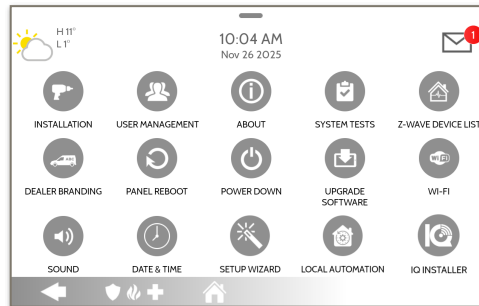 H 11°
L 1°
10:04 AM
Nov 26 2025
1
INSTALLATION
USER MANAGEMENT
ABOUT
SYSTEM TESTS
Z-WAVE DEVICE LIST
DEALER BRANDING
PANEL REBOOT
POWER DOWN
UPGRADE
SOFTWARE
WI-FI
SOUND
DATE & TIME
SETUP WIZARD
LOCAL AUTOMATION
IQ INSTALLER